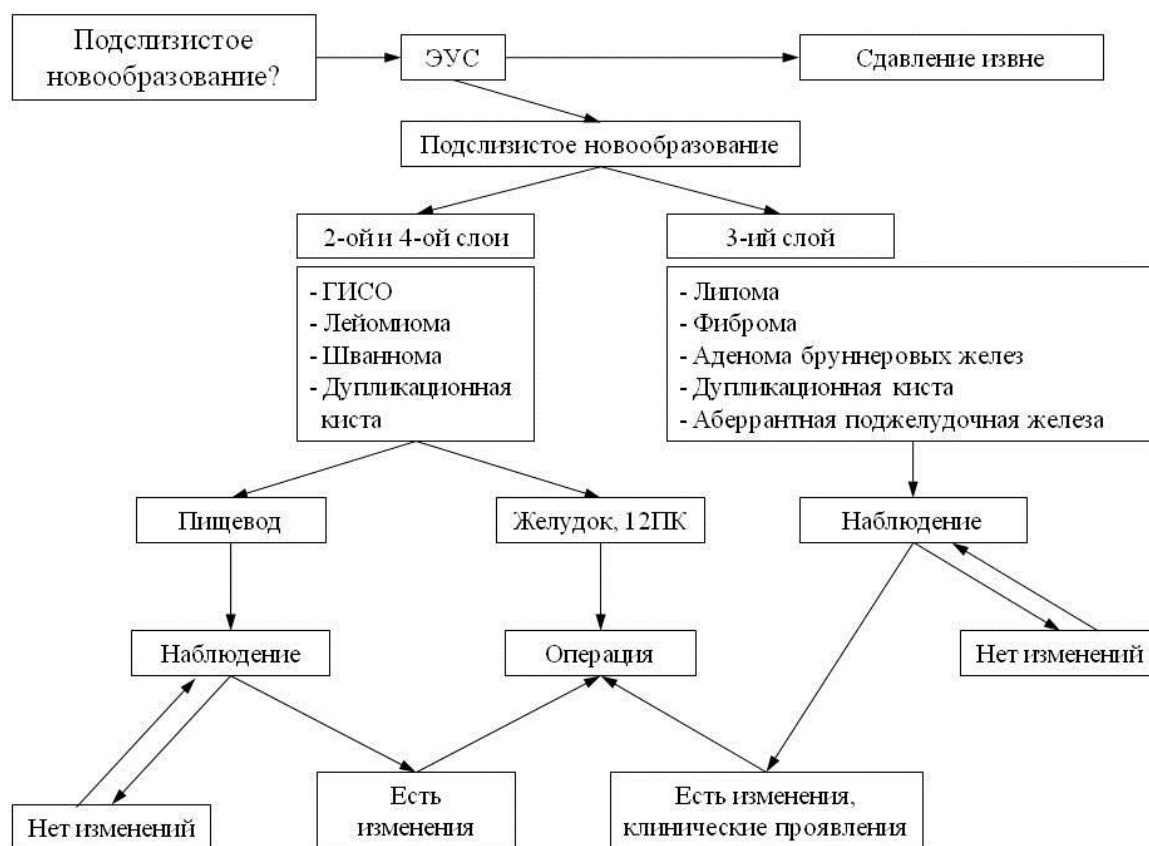 Подслизистое
новообразование?
ЭУС
Сдавление извне
Подслизистое новообразование
2-ой и 4-ой слои
3-ий слой
- ГИСО
- Лейомиома
- Шваннома
- Дупликационная
киста
- Липома
- Фиброма
- Аденома бруннеровых желез
- Дупликационная киста
- Аберрантная поджелудочная железа
Пищевод
Желудок, 12ПК
Наблюдение
Наблюдение
Операция
Нет изменений
Нет изменений
Есть
изменения
Есть изменения,
клинические проявления